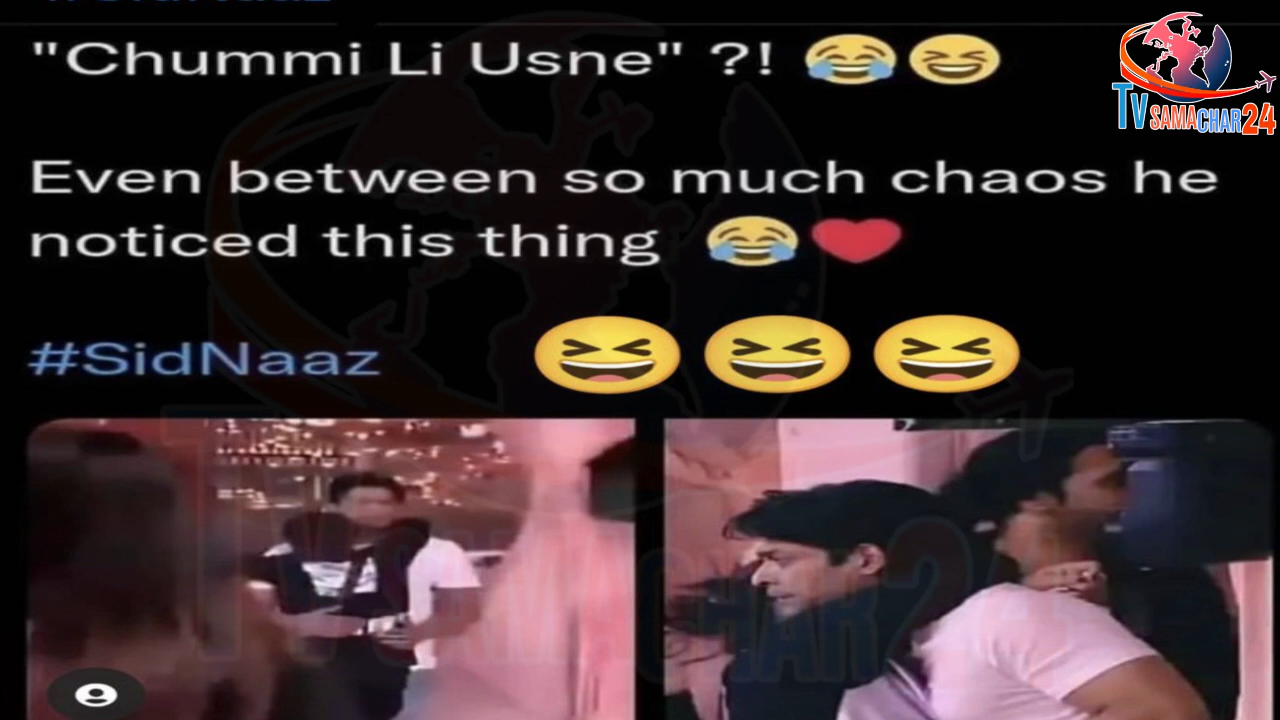 "Chummi Li Usne" ?! 😂😆
TV SAMACHAR24
Even between so much chaos he
noticed this thing 😂❤️
#SidNaaz 😆😆😆